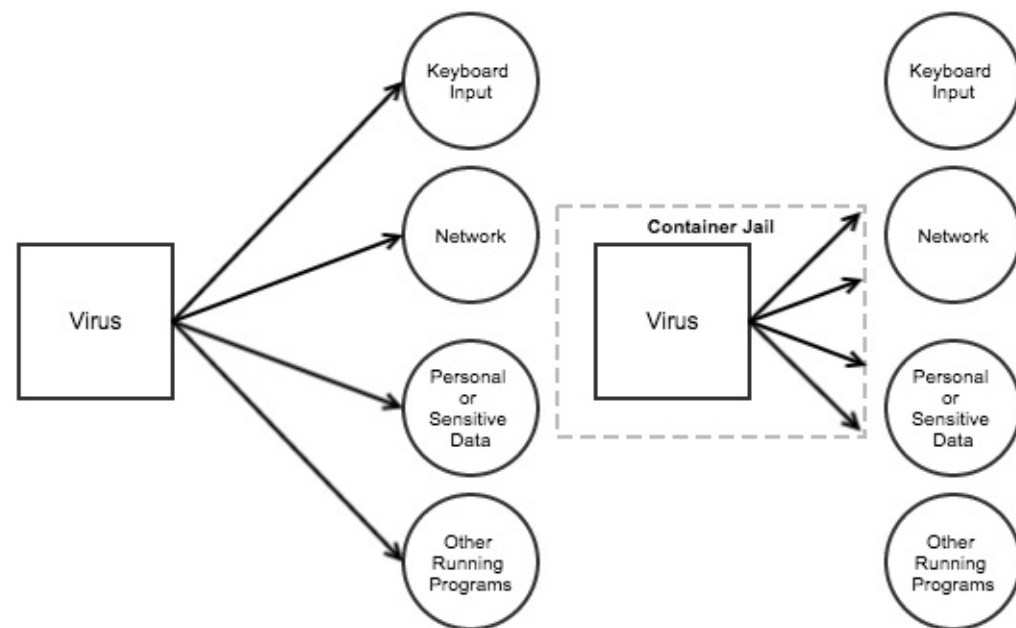 Virus
Keyboard
Input
Network
Personal
or
Sensitive
Data
Other
Running
Programs
Container Jail
Virus
Keyboard
Input
Network
Personal
or
Sensitive
Data
Other
Running
Programs